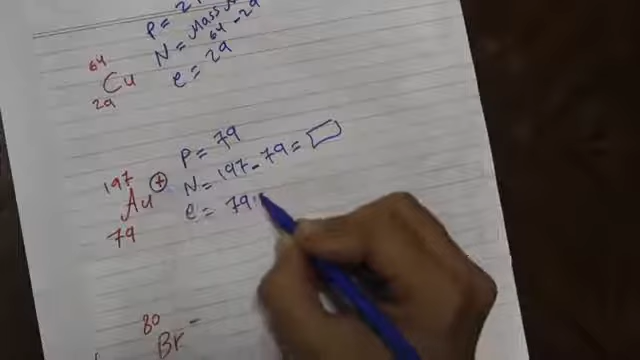 P = 2
N = Mass
64 - 29
64
Cu
29
e = 29
P = 79
197
Au +
79
N = 197 - 79 =
e = 79
80
Br -